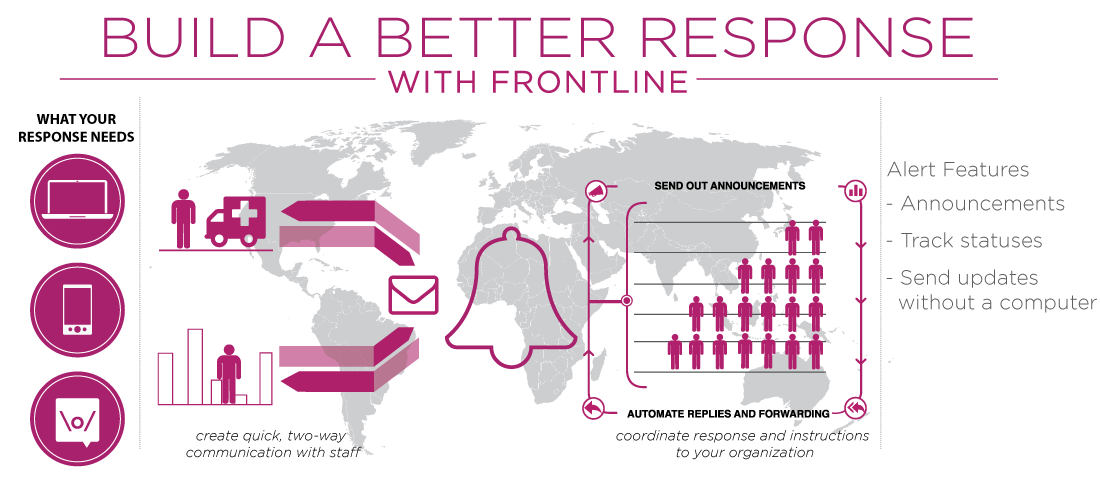 BUILD A BETTER RESPONSE
WITH FRONTLINE
WHAT YOUR
RESPONSE NEEDS
\o/
create quick, two-way
communication with staff
SEND OUT ANNOUNCEMENTS
AUTOMATE REPLIES AND FORWARDING
coordinate response and instructions
to your organization
Alert Features
- Announcements
- Track statuses
- Send updates
without a computer